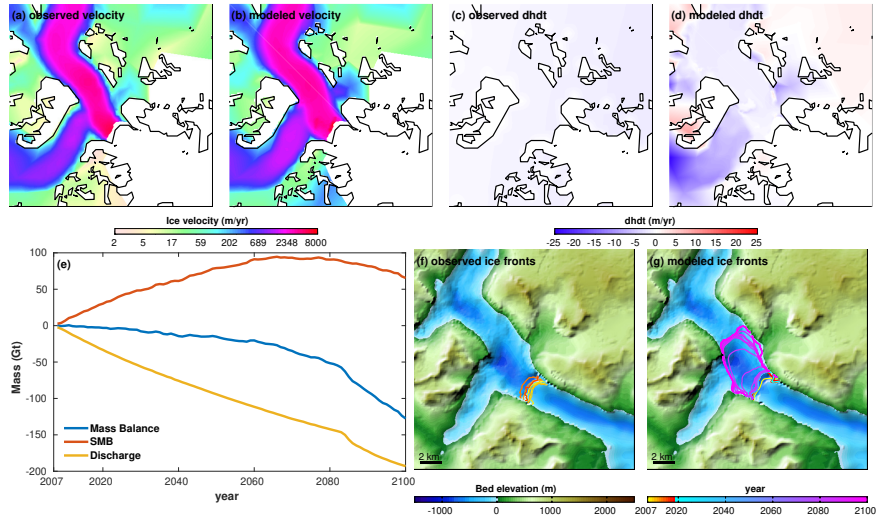 (a) observed velocity
(b) modeled velocity
(c) observed dhdt
(d) modeled dhdt
Ice velocity (m/yr)
2 5 17 59 202 689 2348 8000
dhdt (m/yr)
-25 -20 -15 -10 -5 0 5 10 15 20 25
(e)
Mass (Gt)
100
50
0
-50
-100
-150
-200
Mass Balance
SMB
Discharge
2007 2020 2040 2060 2080 2100
year
(f) observed ice fronts
2 km
(g) modeled ice fronts
2 km
Bed elevation (m)
-1000 0 1000 2000
year
2007 2020 2040 2060 2080 2100